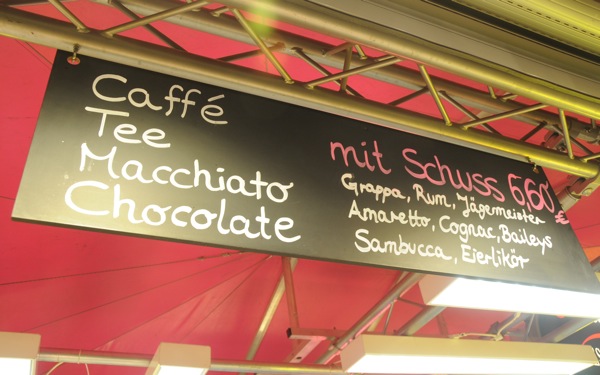 Caffé
Tee
Macchiato
Chocolate
mit Schuss 6,60 €
Grappa, Rum, Jägermeister
Amaretto, Cognac, Baileys
Sambucca, Eierlikör